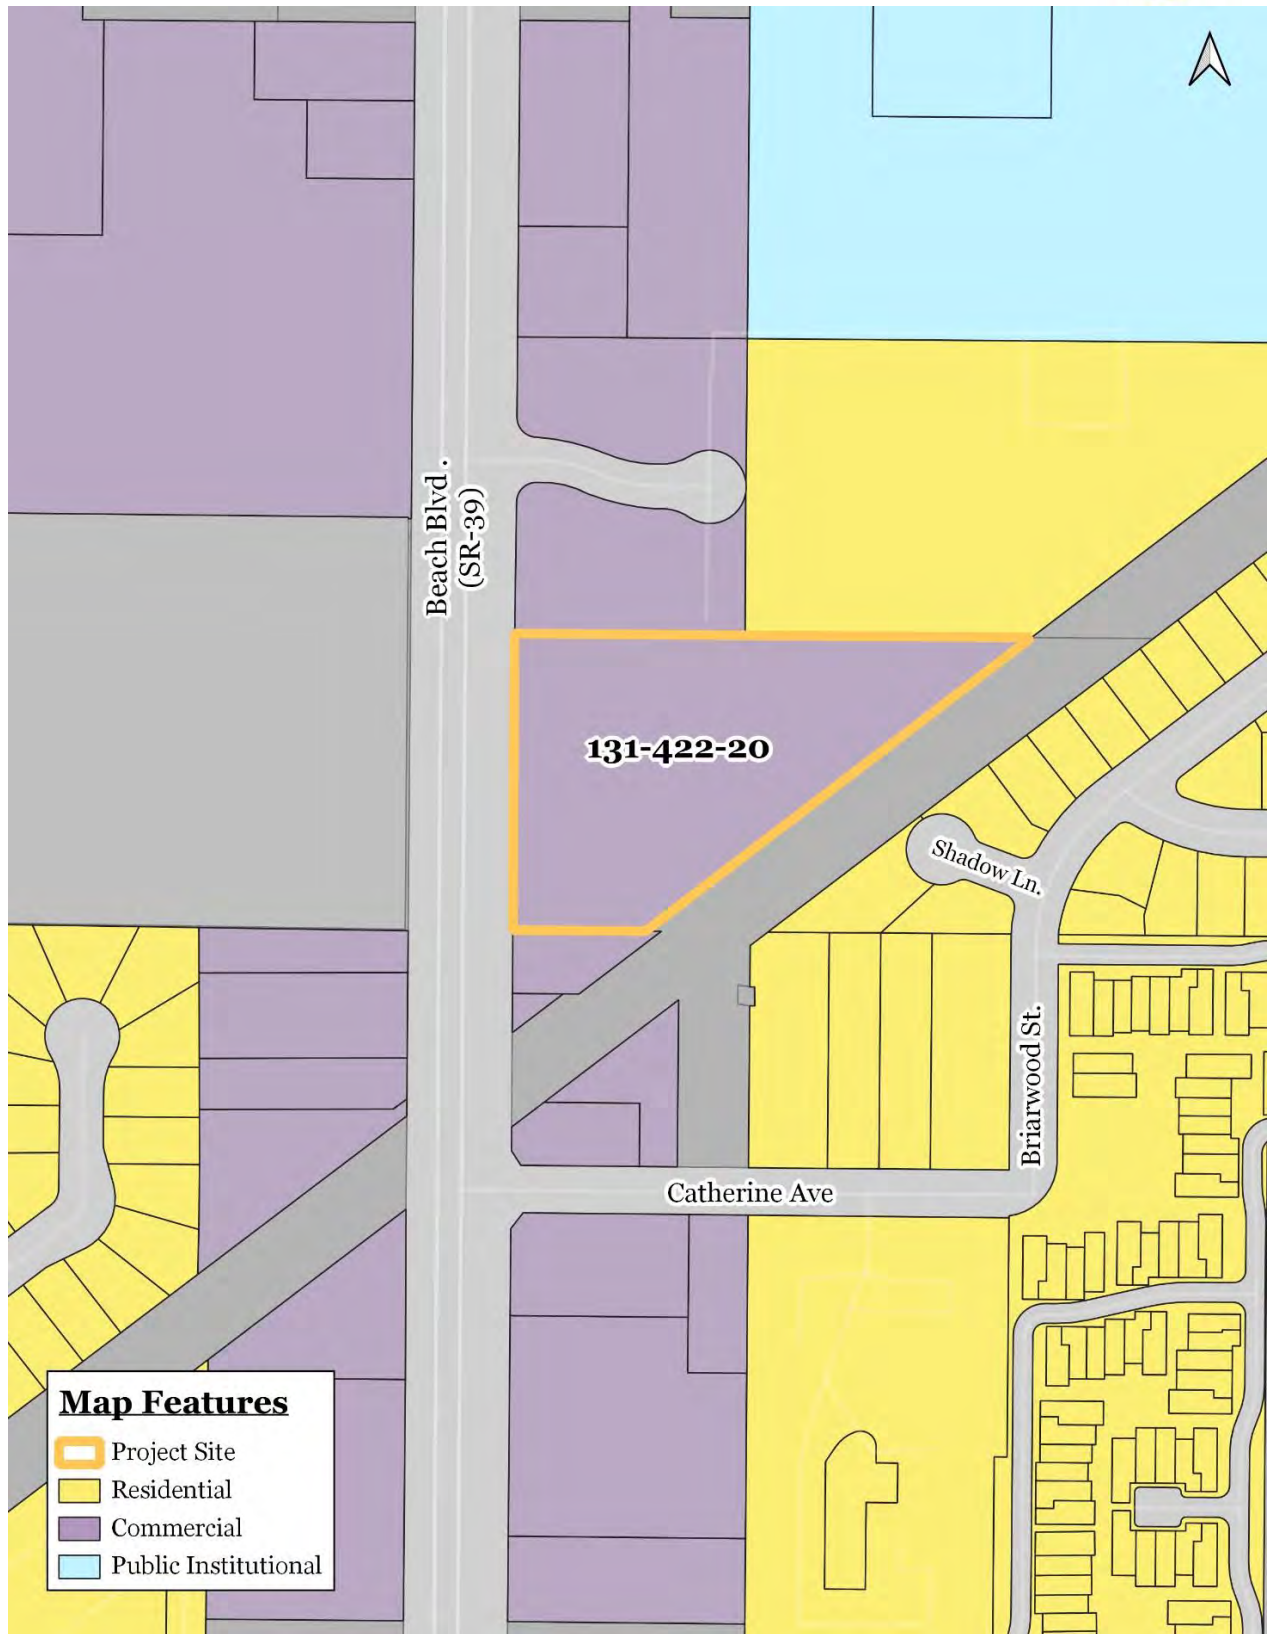 Beach Blvd.
(SR-39)
131-422-20
Shadow Ln.
Briarwood St.
Catherine Ave
Map Features
Project Site
Residential
Commercial
Public Institutional